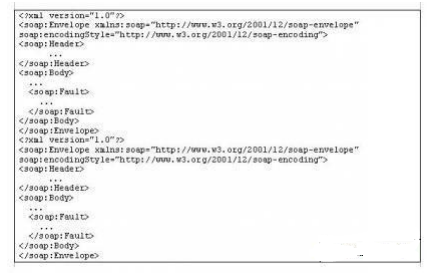 <?xml version="1.0"?>
<soap:Envelope xmlns:soap="http://www.w3.org/2001/12/soap-envelope"
soap:encodingStyle="http://www.w3.org/2001/12/soap-encoding">
<soap:Header>
...
</soap:Header>
<soap:Body>
...
<soap:Fault>
...
</soap:Fault>
</soap:Body>
</soap:Envelope>
<?xml version="1.0"?>
<soap:Envelope xmlns:soap="http://www.w3.org/2001/12/soap-envelope"
soap:encodingStyle="http://www.w3.org/2001/12/soap-encoding">
<soap:Header>
...
</soap:Header>
<soap:Body>
...
<soap:Fault>
...
</soap:Fault>
</soap:Body>
</soap:Envelope>